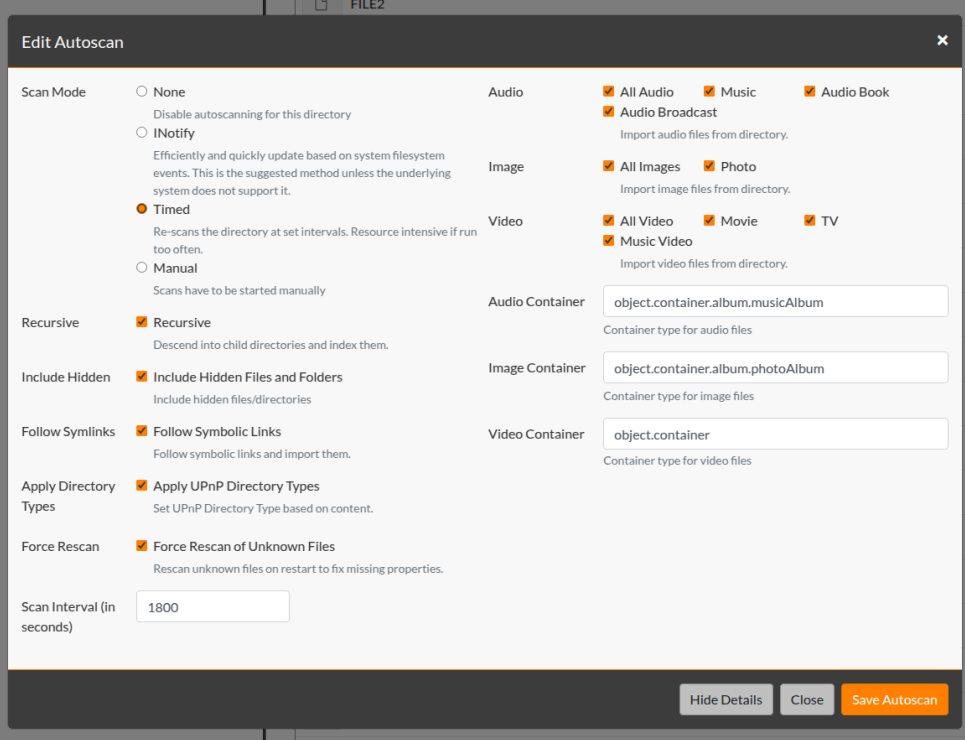 FILE2
Edit Autoscan
×
Scan Mode
None
Disable autoscanning for this directory
INotify
Efficiently and quickly update based on system filesystem
events. This is the suggested method unless the underlying
system does not support it.
Timed
Re-scans the directory at set intervals. Resource intensive if run
too often.
Manual
Scans have to be started manually
Recursive
Recursive
Descend into child directories and index them.
Include Hidden
Include Hidden Files and Folders
Include hidden files/directories
Follow Symlinks
Follow Symbolic Links
Follow symbolic links and import them.
Apply Directory
Types
Apply UPnP Directory Types
Set UPnP Directory Type based on content.
Force Rescan
Force Rescan of Unknown Files
Rescan unknown files on restart to fix missing properties.
Scan Interval (in
seconds)
1800
Audio
All Audio Music Audio Book
Audio Broadcast
Import audio files from directory.
Image
All Images Photo
Import image files from directory.
Video
All Video Movie TV
Music Video
Import video files from directory.
Audio Container
object.container.album.musicAlbum
Container type for audio files
Image Container
object.container.album.photoAlbum
Container type for image files
Video Container
object.container
Container type for video files
Hide Details
Close
Save Autoscan